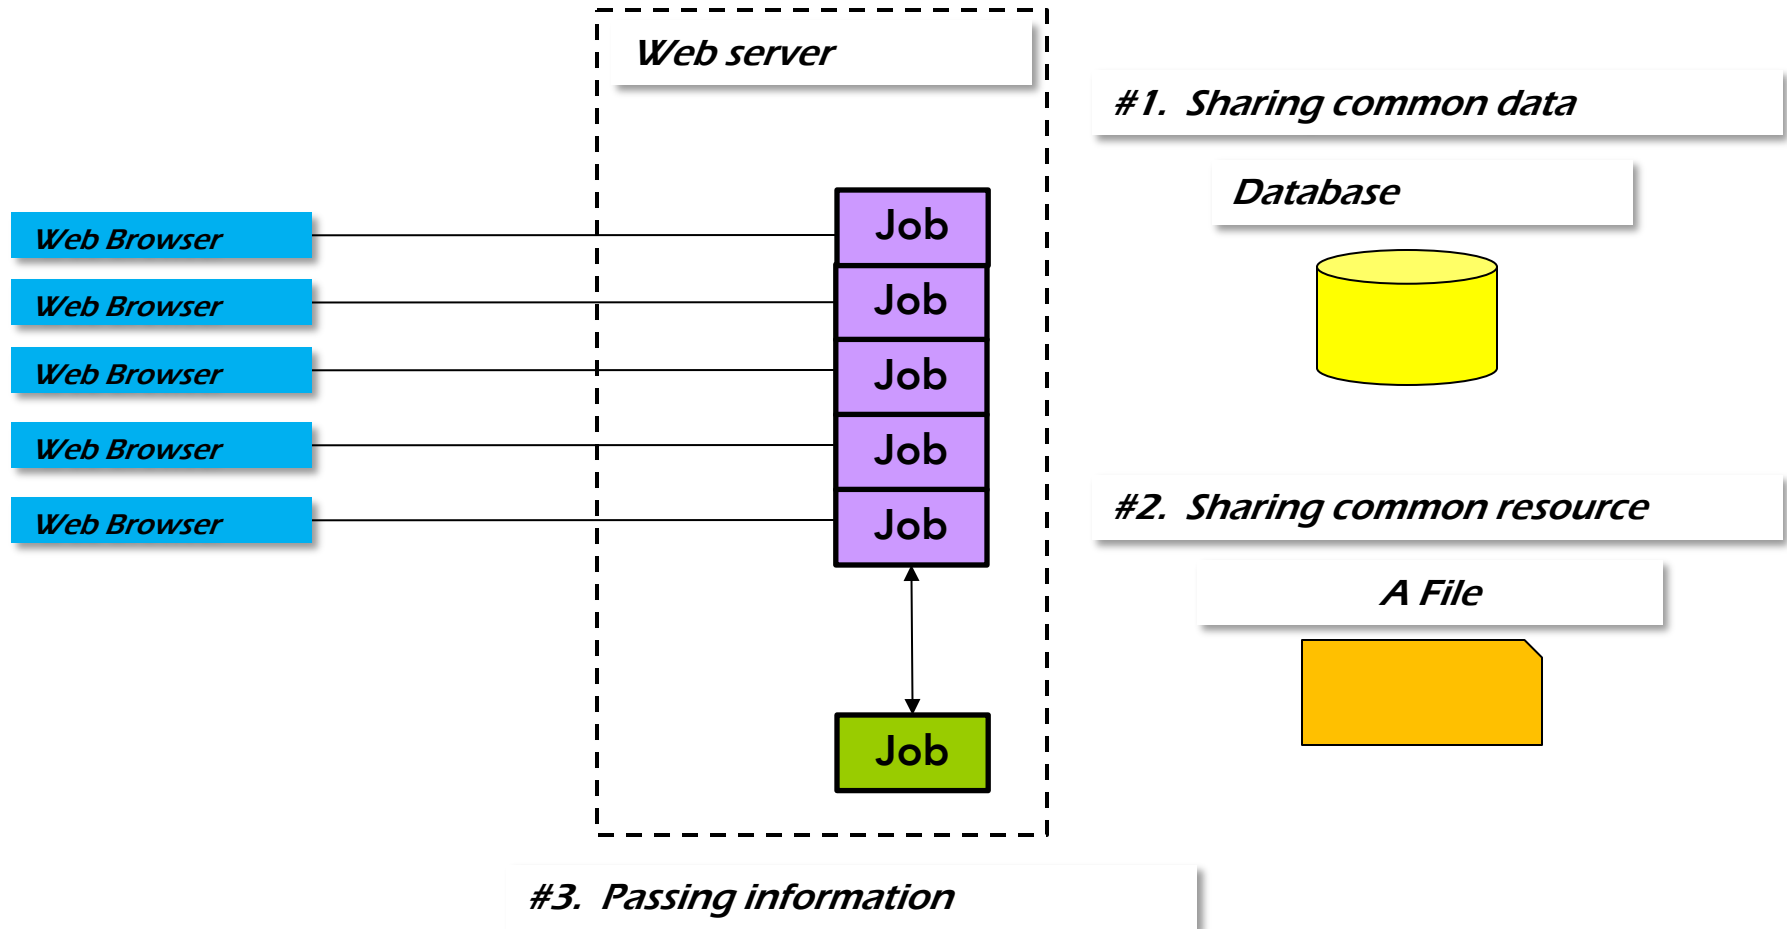 Web server
#1. Sharing common data
Database
Web Browser
Job
Web Browser
Job
Web Browser
Job
Web Browser
Job
Web Browser
Job
#2. Sharing common resource
A File
Job
#3. Passing information